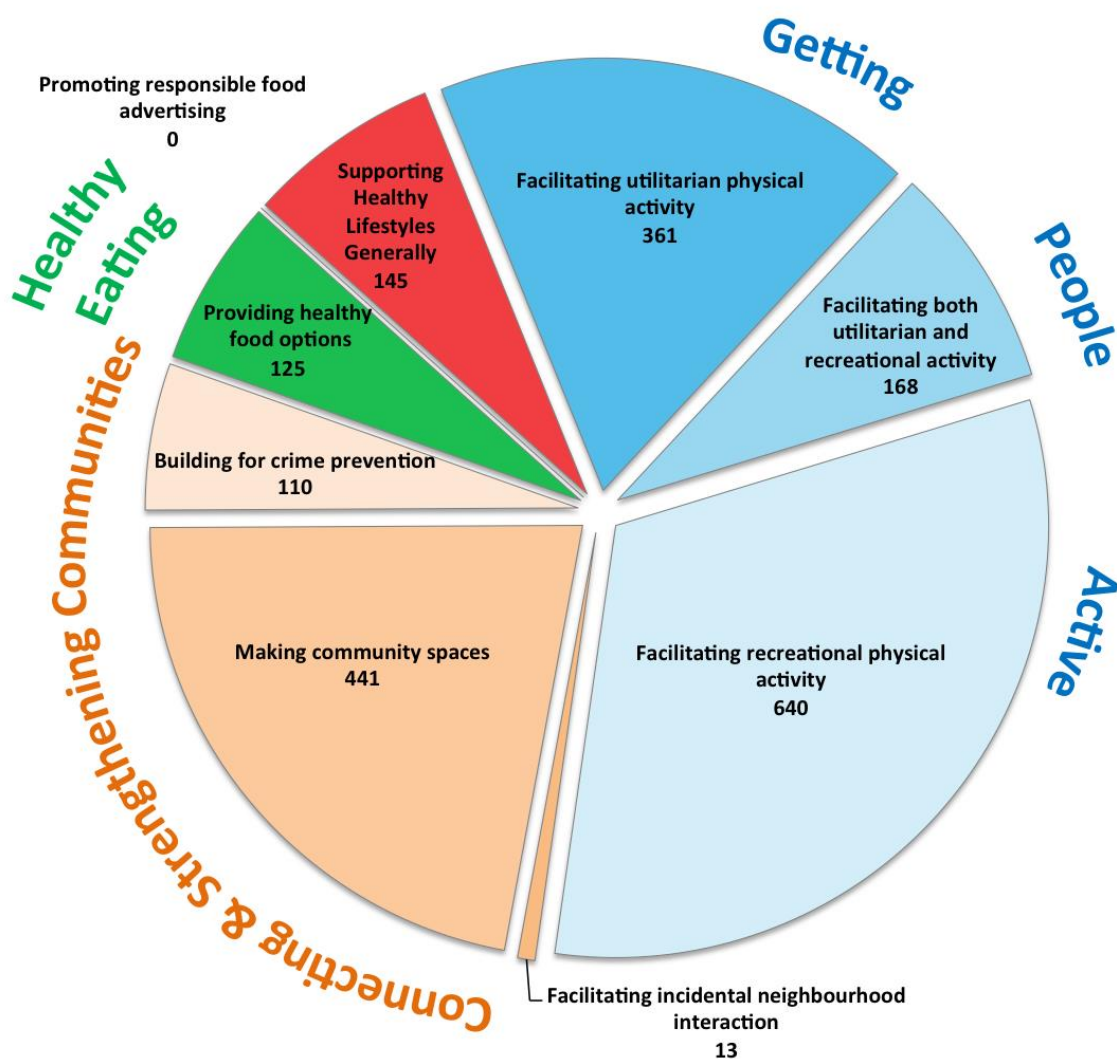 Getting
People
Active
Promoting responsible food
advertising
0
Healthy
Eating
Supporting
Healthy
Lifestyles
Generally
145
Facilitating utilitarian physical
activity
361
Facilitating both
utilitarian and
recreational activity
168
Providing healthy
food options
125
Building for crime prevention
110
Making community spaces
441
Facilitating recreational physical
activity
640
Connecting & Strengthening Communities
Facilitating incidental neighbourhood
interaction
13